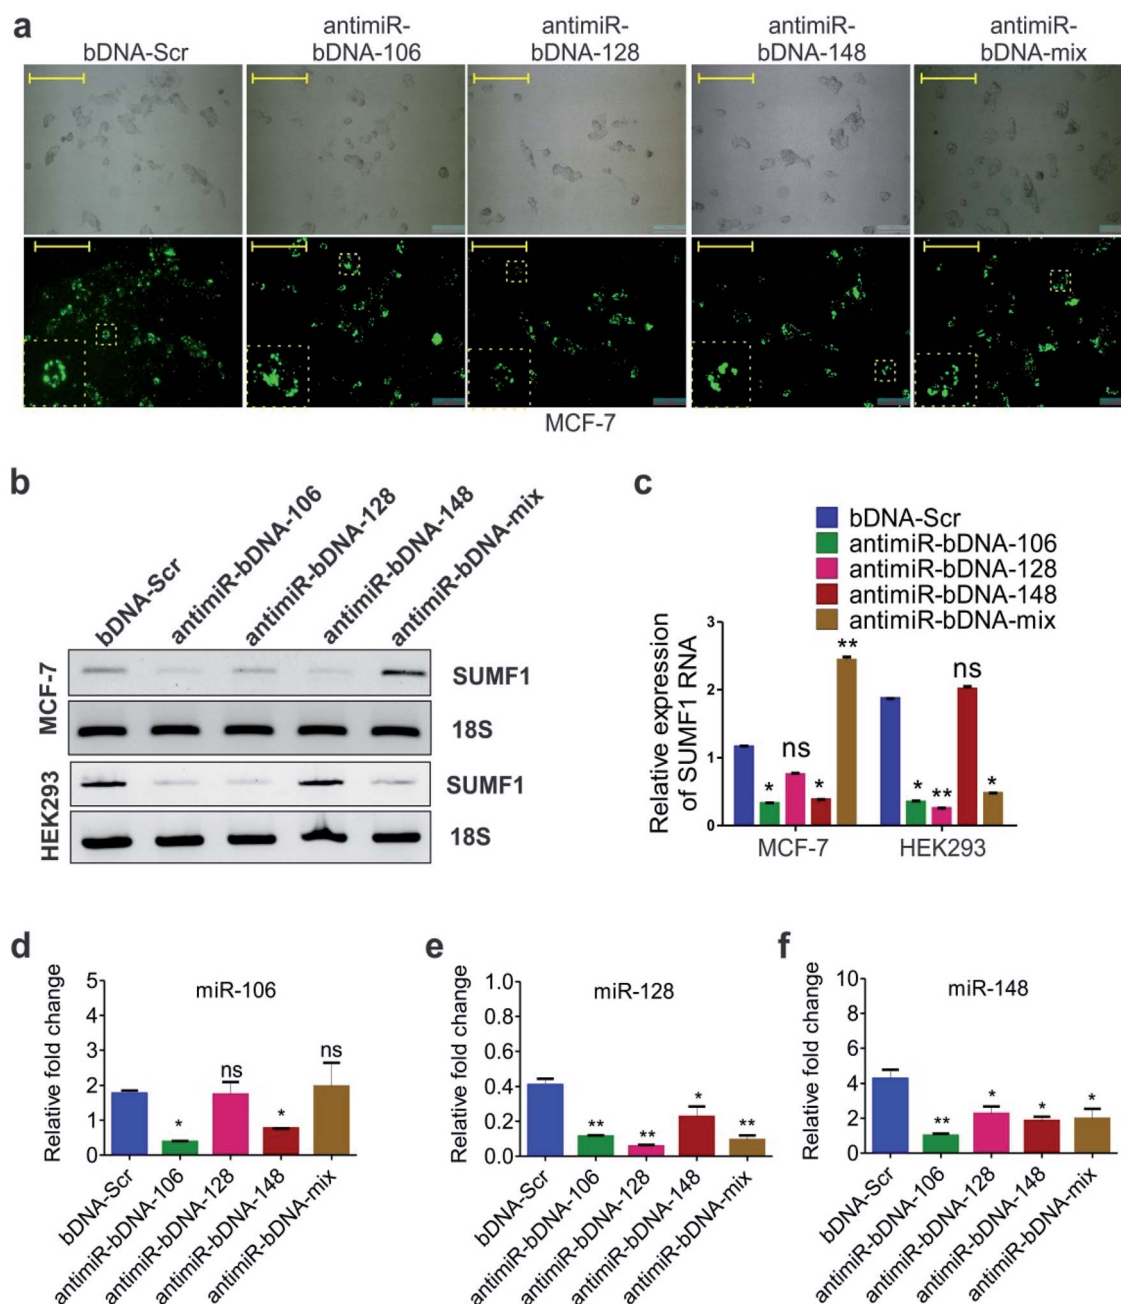 a
bDNA-Scr
antimiR-
bDNA-106
antimiR-
bDNA-128
antimiR-
bDNA-148
antimiR-
bDNA-mix
MCF-7
b
bDNA-Scr
antimiR-bDNA-106
antimiR-bDNA-128
antimiR-bDNA-148
antimiR-bDNA-mix
MCF-7
SUMF1
18S
HEK293
SUMF1
18S
c
bDNA-Scr
antimiR-bDNA-106
antimiR-bDNA-128
antimiR-bDNA-148
antimiR-bDNA-mix
Relative expression
of SUMF1 RNA
3
2
1
0
*
ns
*
**
*
**
ns
*
MCF-7
HEK293
d
miR-106
Relative fold change
5
4
3
2
1
0
*
ns
*
ns
bDNA-Scr
antimiR-bDNA-106
antimiR-bDNA-128
antimiR-bDNA-148
antimiR-bDNA-mix
e
miR-128
Relative fold change
1.0
0.8
0.6
0.4
0.2
0.0
**
**
*
**
bDNA-Scr
antimiR-bDNA-106
antimiR-bDNA-128
antimiR-bDNA-148
antimiR-bDNA-mix
f
miR-148
Relative fold change
10
8
6
4
2
0
**
*
*
*
bDNA-Scr
antimiR-bDNA-106
antimiR-bDNA-128
antimiR-bDNA-148
antimiR-bDNA-mix